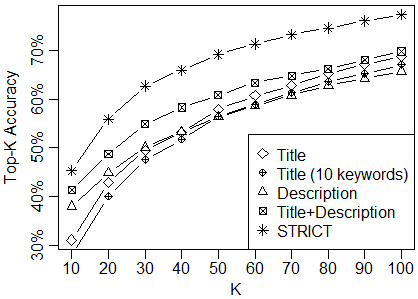 Top-K Accuracy
70%
60%
50%
40%
30%
Title
Title (10 keywords)
Description
Title+Description
STRICT
10 20 30 40 50 60 70 80 90 100
K